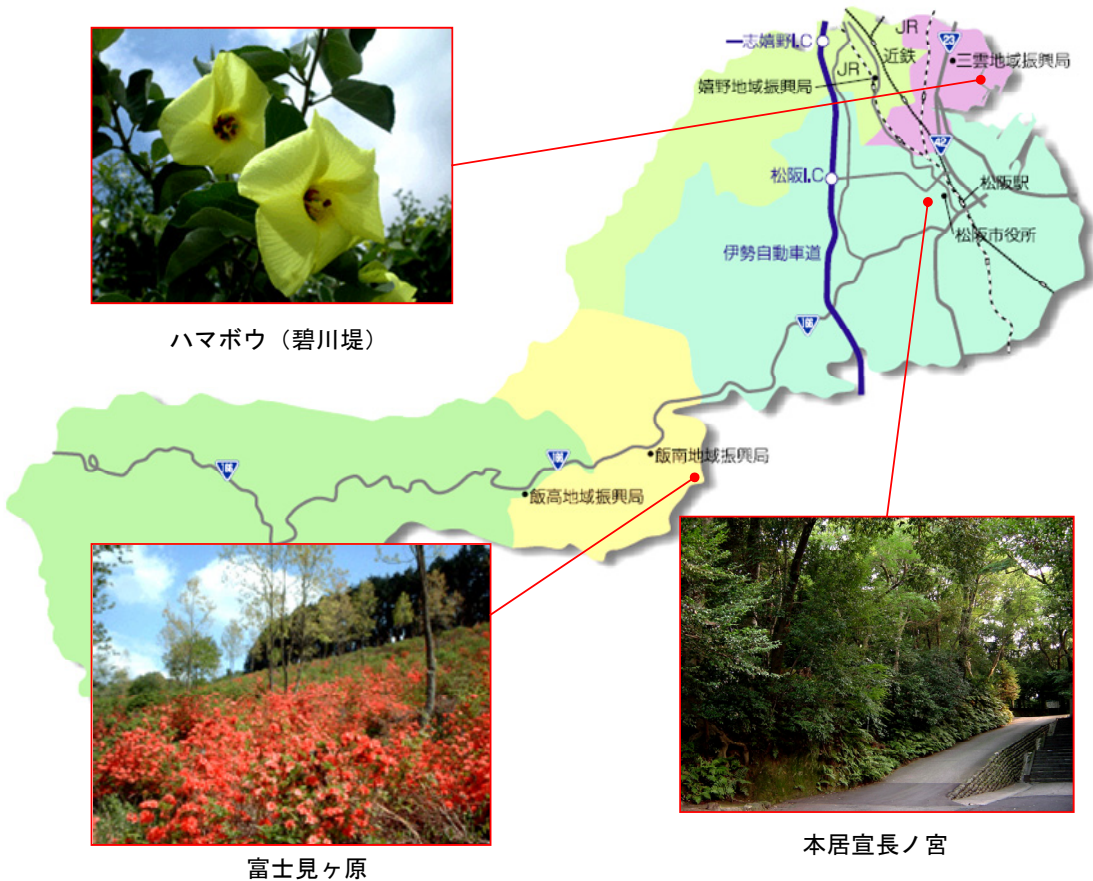 JR
23
一志嬉野I.C
近鉄
三雲地域振興局
JR
嬉野地域振興局
42
松阪I.C
松阪駅
松阪市役所
伊勢自動車道
166
ハマボウ（碧川堤）
飯南地域振興局
166
166
飯高地域振興局
本居宣長ノ宮
富士見ヶ原